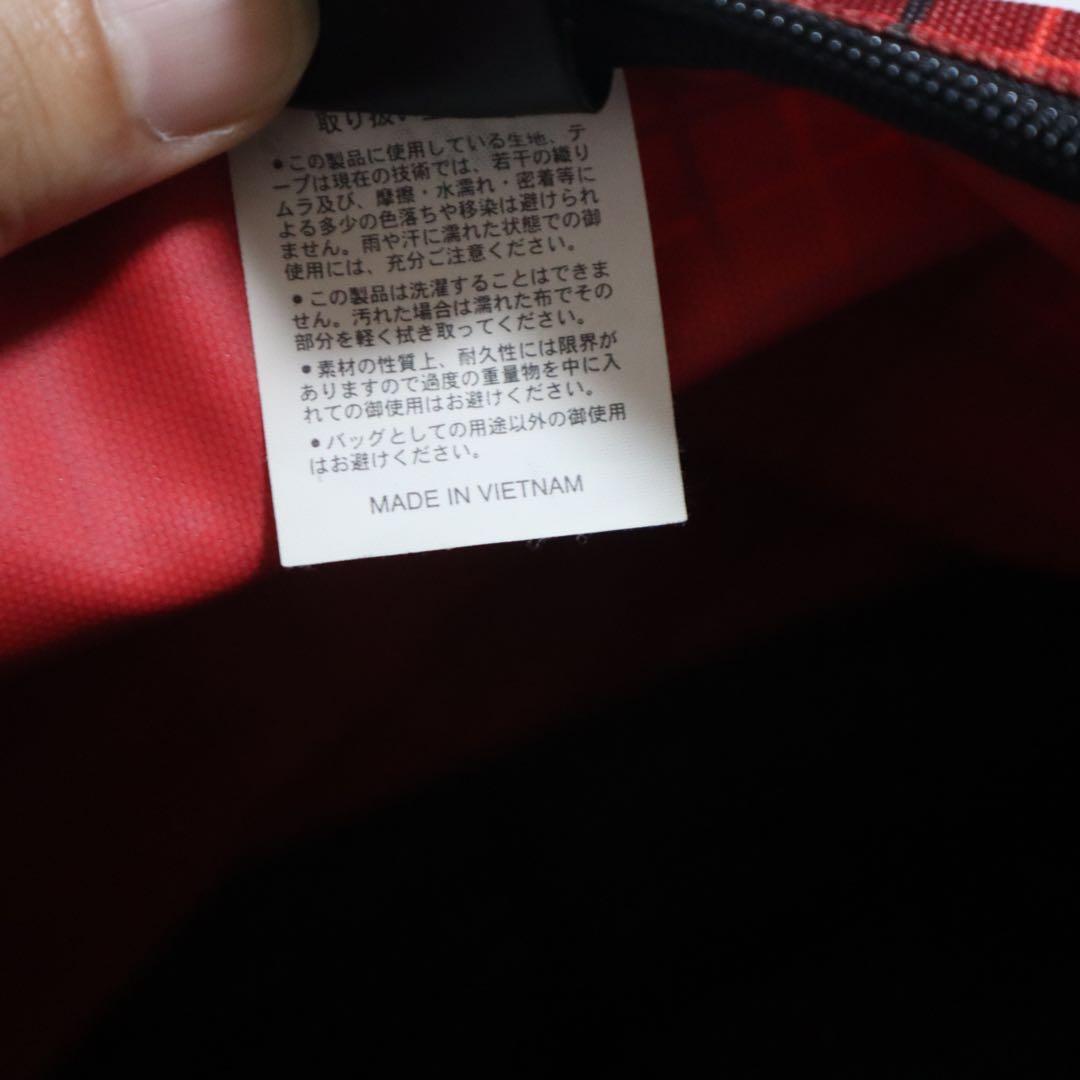 取り扱い
●この製品に使用している生地、テ
ープは現在の技術では、若干の織り
ムラ及び、摩擦・水濡れ・密着等に
よる多少の色落ちや移染は避けられ
ません。雨や汗に濡れた状態での御
使用には、充分ご注意ください。
●この製品は洗濯することはできま
せん。汚れた場合は濡れた布でその
部分を軽く拭き取ってください。
●素材の性質上、耐久性には限界が
ありますので過度の重量物を中に入
れての御使用はお避けください。
●バッグとしての用途以外の御使用
はお避けください。
MADE IN VIETNAM